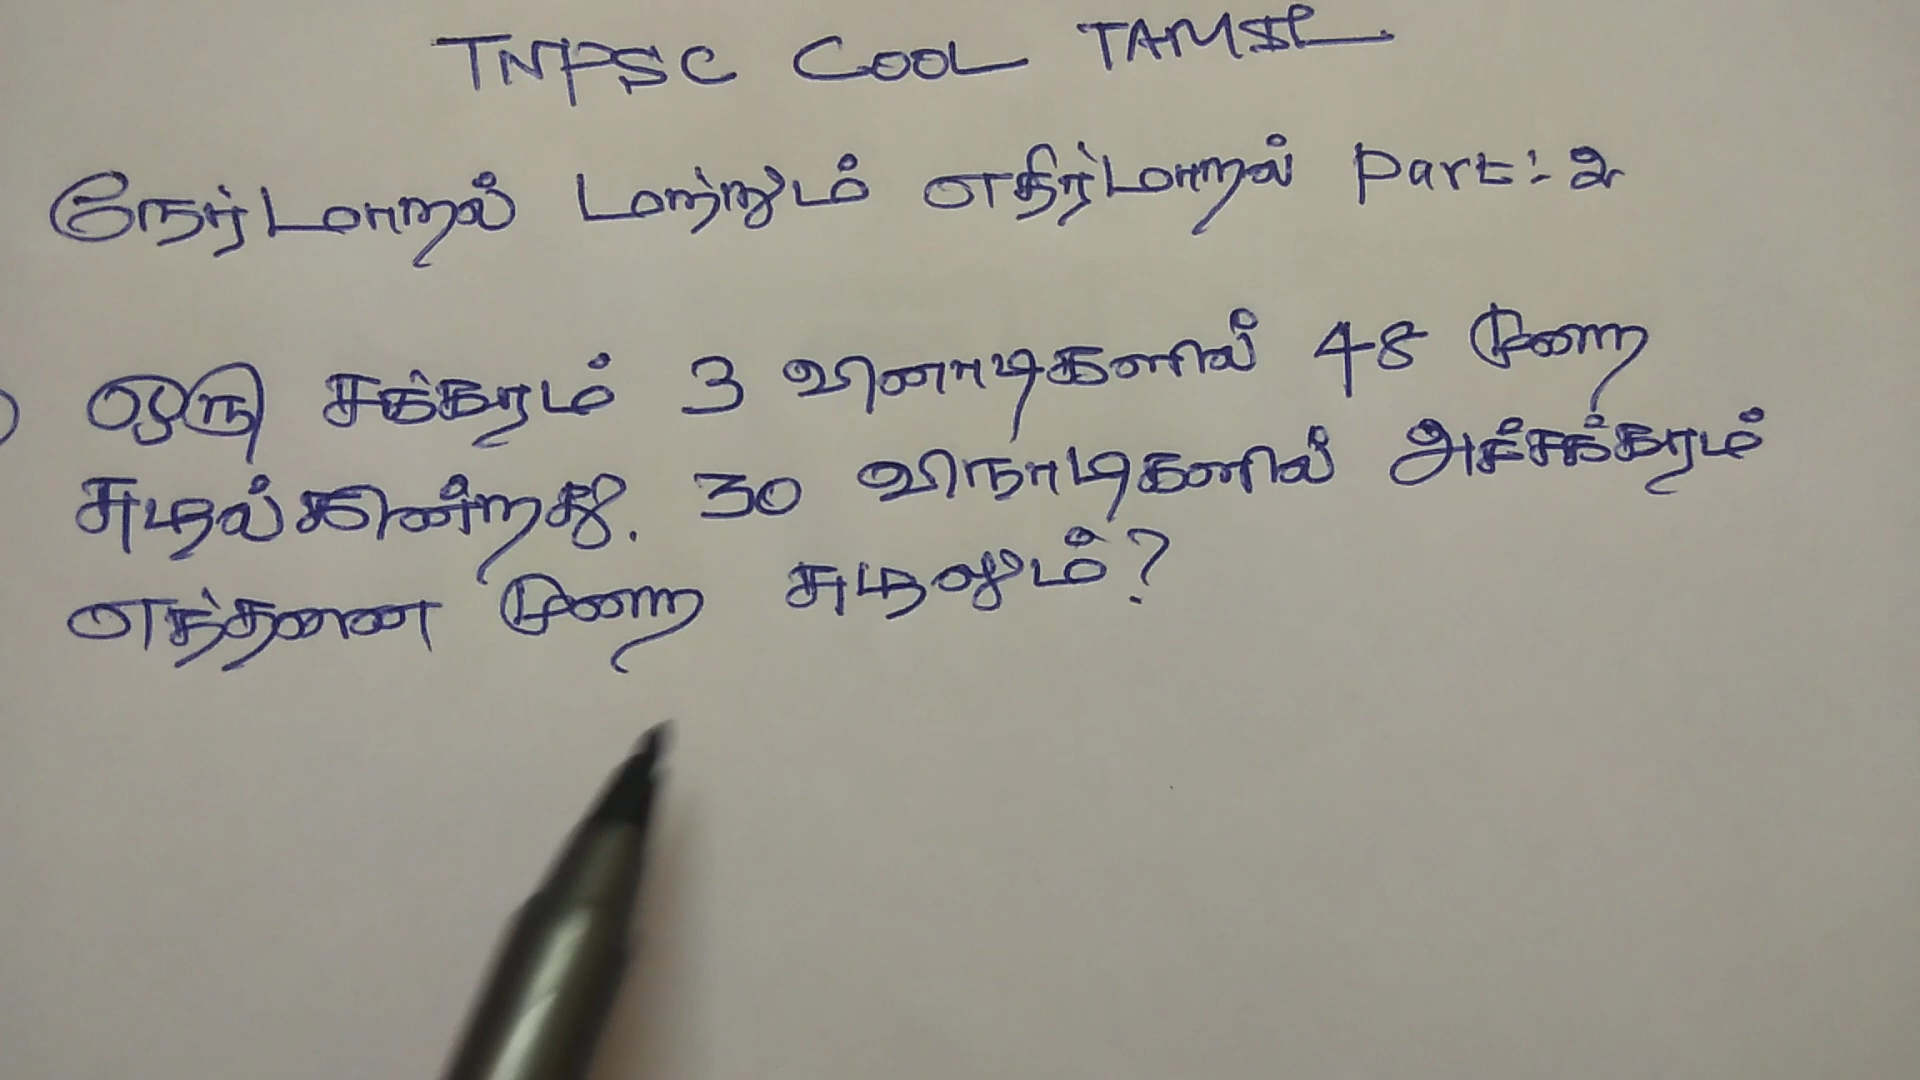 TNPSC COOL TAMIL
நேர்மாறல் மற்றும் எதிர்மாறல் Part: 2
) ஒரு சக்கரம் 3 வினாடிகளில் 48 முறை
சுழல்கின்றது. 30 விநாடிகளில் அச்சக்கரம்
எத்தனை முறை சுழலும்?